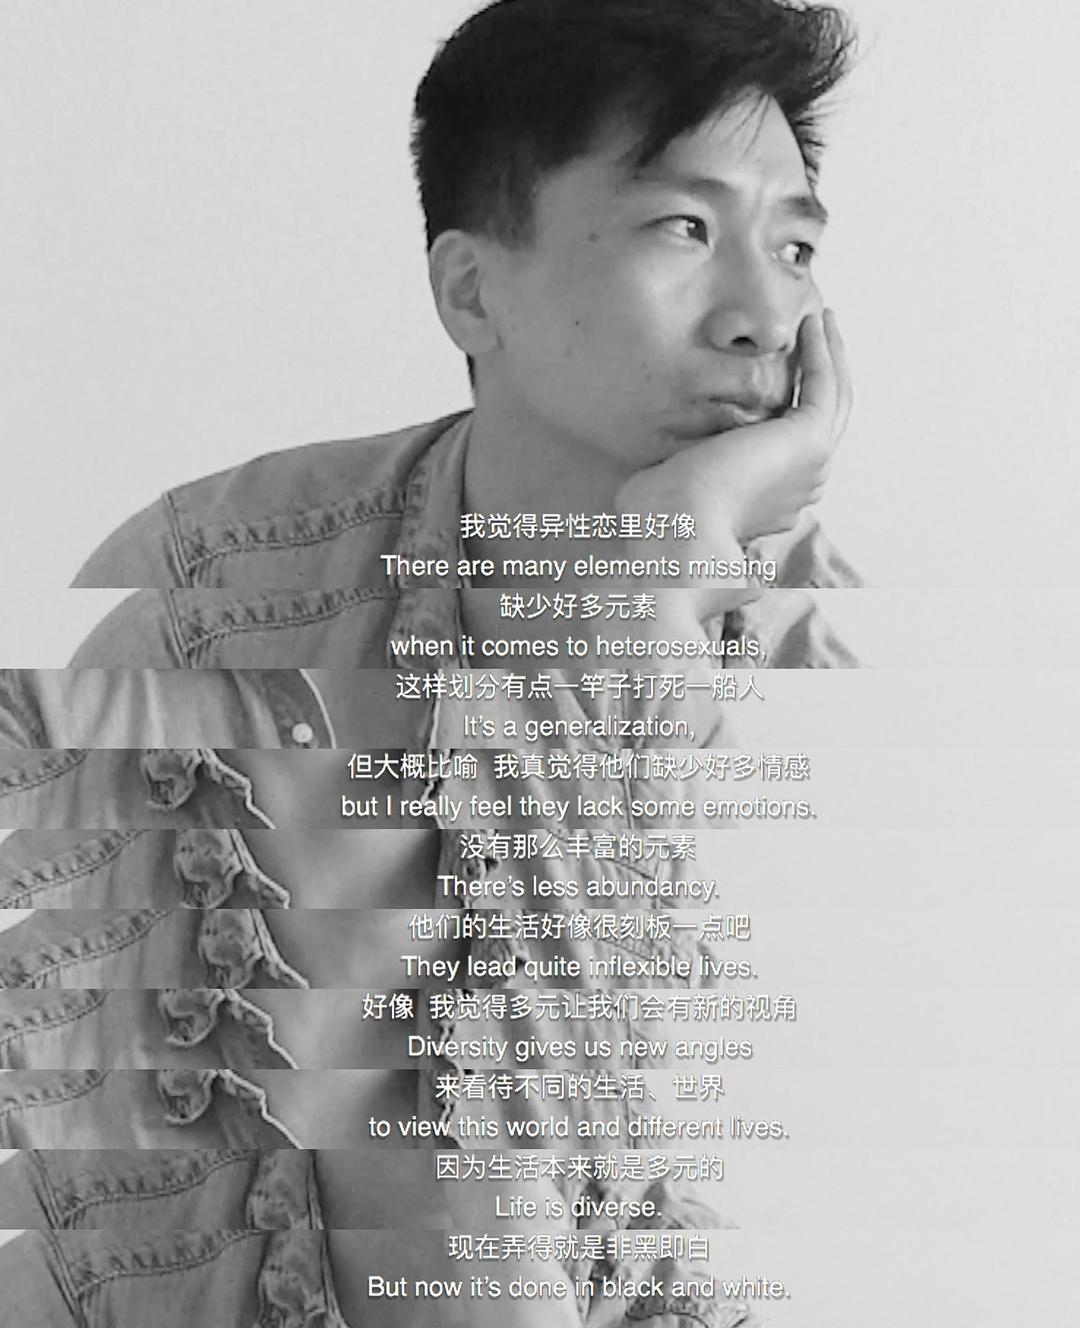 我觉得异性恋里好像
There are many elements missing
缺少好多元素
when it comes to heterosexuals,
这样划分有点一竿子打死一船人
It's a generalization,
但大概比喻 我真觉得他们缺少好多情感
but I really feel they lack some emotions.
没有那么丰富的元素
There's less abundancy.
他们的生活好像很刻板一点吧
They lead quite inflexible lives.
好像 我觉得多元让我们会有新的视角
Diversity gives us new angles
来看待不同的生活、世界
to view this world and different lives.
因为生活本来就是多元的
Life is diverse.
现在弄得就是非黑即白
But now it's done in black and white.